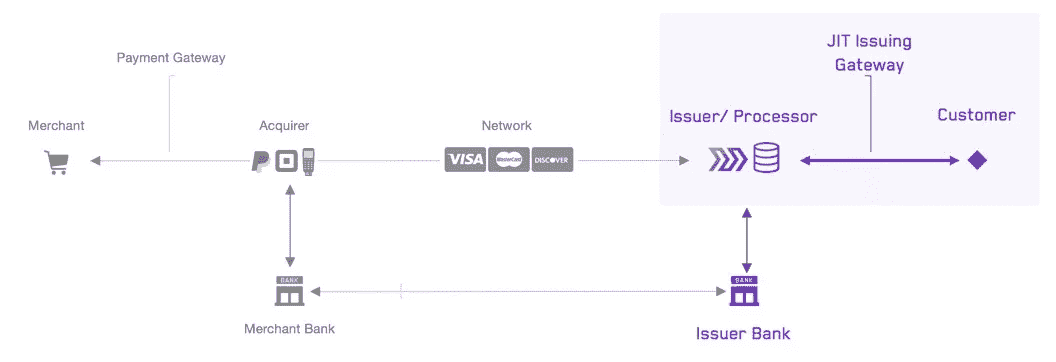 JIT Issuing
Gateway
Payment Gateway
Merchant
Acquirer
Network
Issuer/ Processor
Customer
VISA
MasterCard
DISCOVER
BANK
Merchant Bank
BANK
Issuer Bank